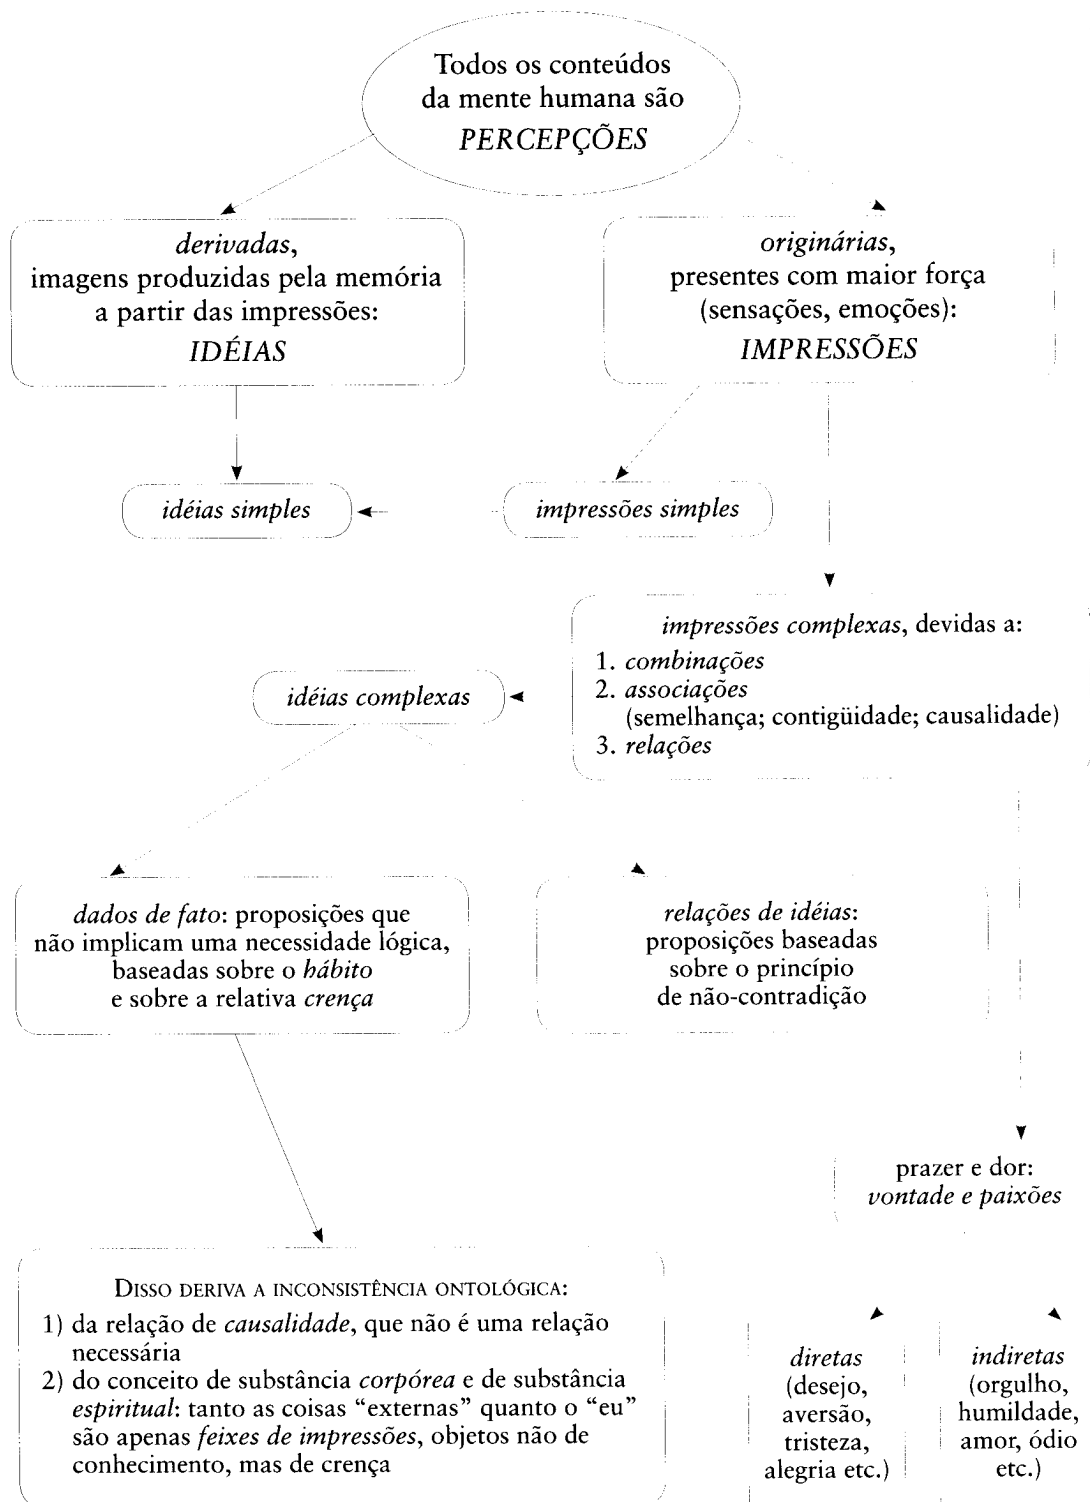 Todos os conteúdos
da mente humana são
PERCEPÇÕES
derivadas,
imagens produzidas pela memória
a partir das impressões:
IDÉIAS
originárias,
presentes com maior força
(sensações, emoções):
IMPRESSÕES
idéias simples
impressões simples
impressões complexas, devidas a:
1. combinações
2. associações
(semelhança; contigüidade; causalidade)
3. relações
idéias complexas
dados de fato: proposições que
não implicam uma necessidade lógica,
baseadas sobre o hábito
e sobre a relativa crença
relações de idéias:
proposições baseadas
sobre o princípio
de não-contradição
prazer e dor:
vontade e paixões
DISSO DERIVA A INCONSISTÊNCIA ONTOLÓGICA:
1) da relação de causalidade, que não é uma relação
necessária
2) do conceito de substância corpórea e de substância
espiritual: tanto as coisas “externas” quanto o “eu”
são apenas feixes de impressões, objetos não de
conhecimento, mas de crença
diretas
(desejo,
aversão,
tristeza,
alegria etc.)
indiretas
(orgulho,
humildade,
amor, ódio
etc.)